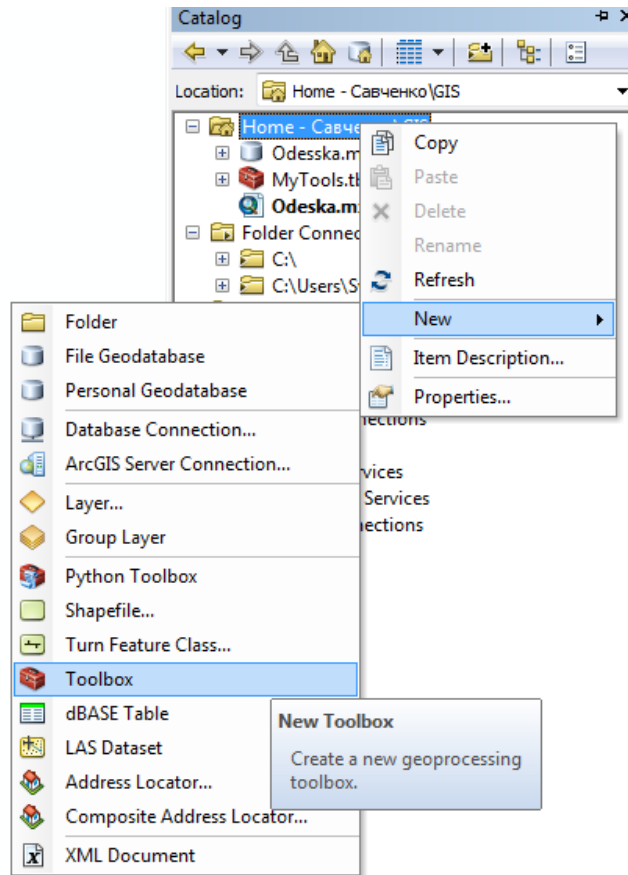 Catalog
Location: Home - Савченко\GIS
Home - Савченко\GIS
Odesska.m
MyTools.tb
Odeska.m
Folder Connec
C:\
C:\Users\S
Copy
Paste
Delete
Rename
Refresh
New
Item Description...
Properties...
nections
vices
Services
nections
Folder
File Geodatabase
Personal Geodatabase
Database Connection...
ArcGIS Server Connection...
Layer...
Group Layer
Python Toolbox
Shapefile...
Turn Feature Class...
Toolbox
dBASE Table
LAS Dataset
Address Locator...
Composite Address Locator...
XML Document
New Toolbox
Create a new geoprocessing
toolbox.